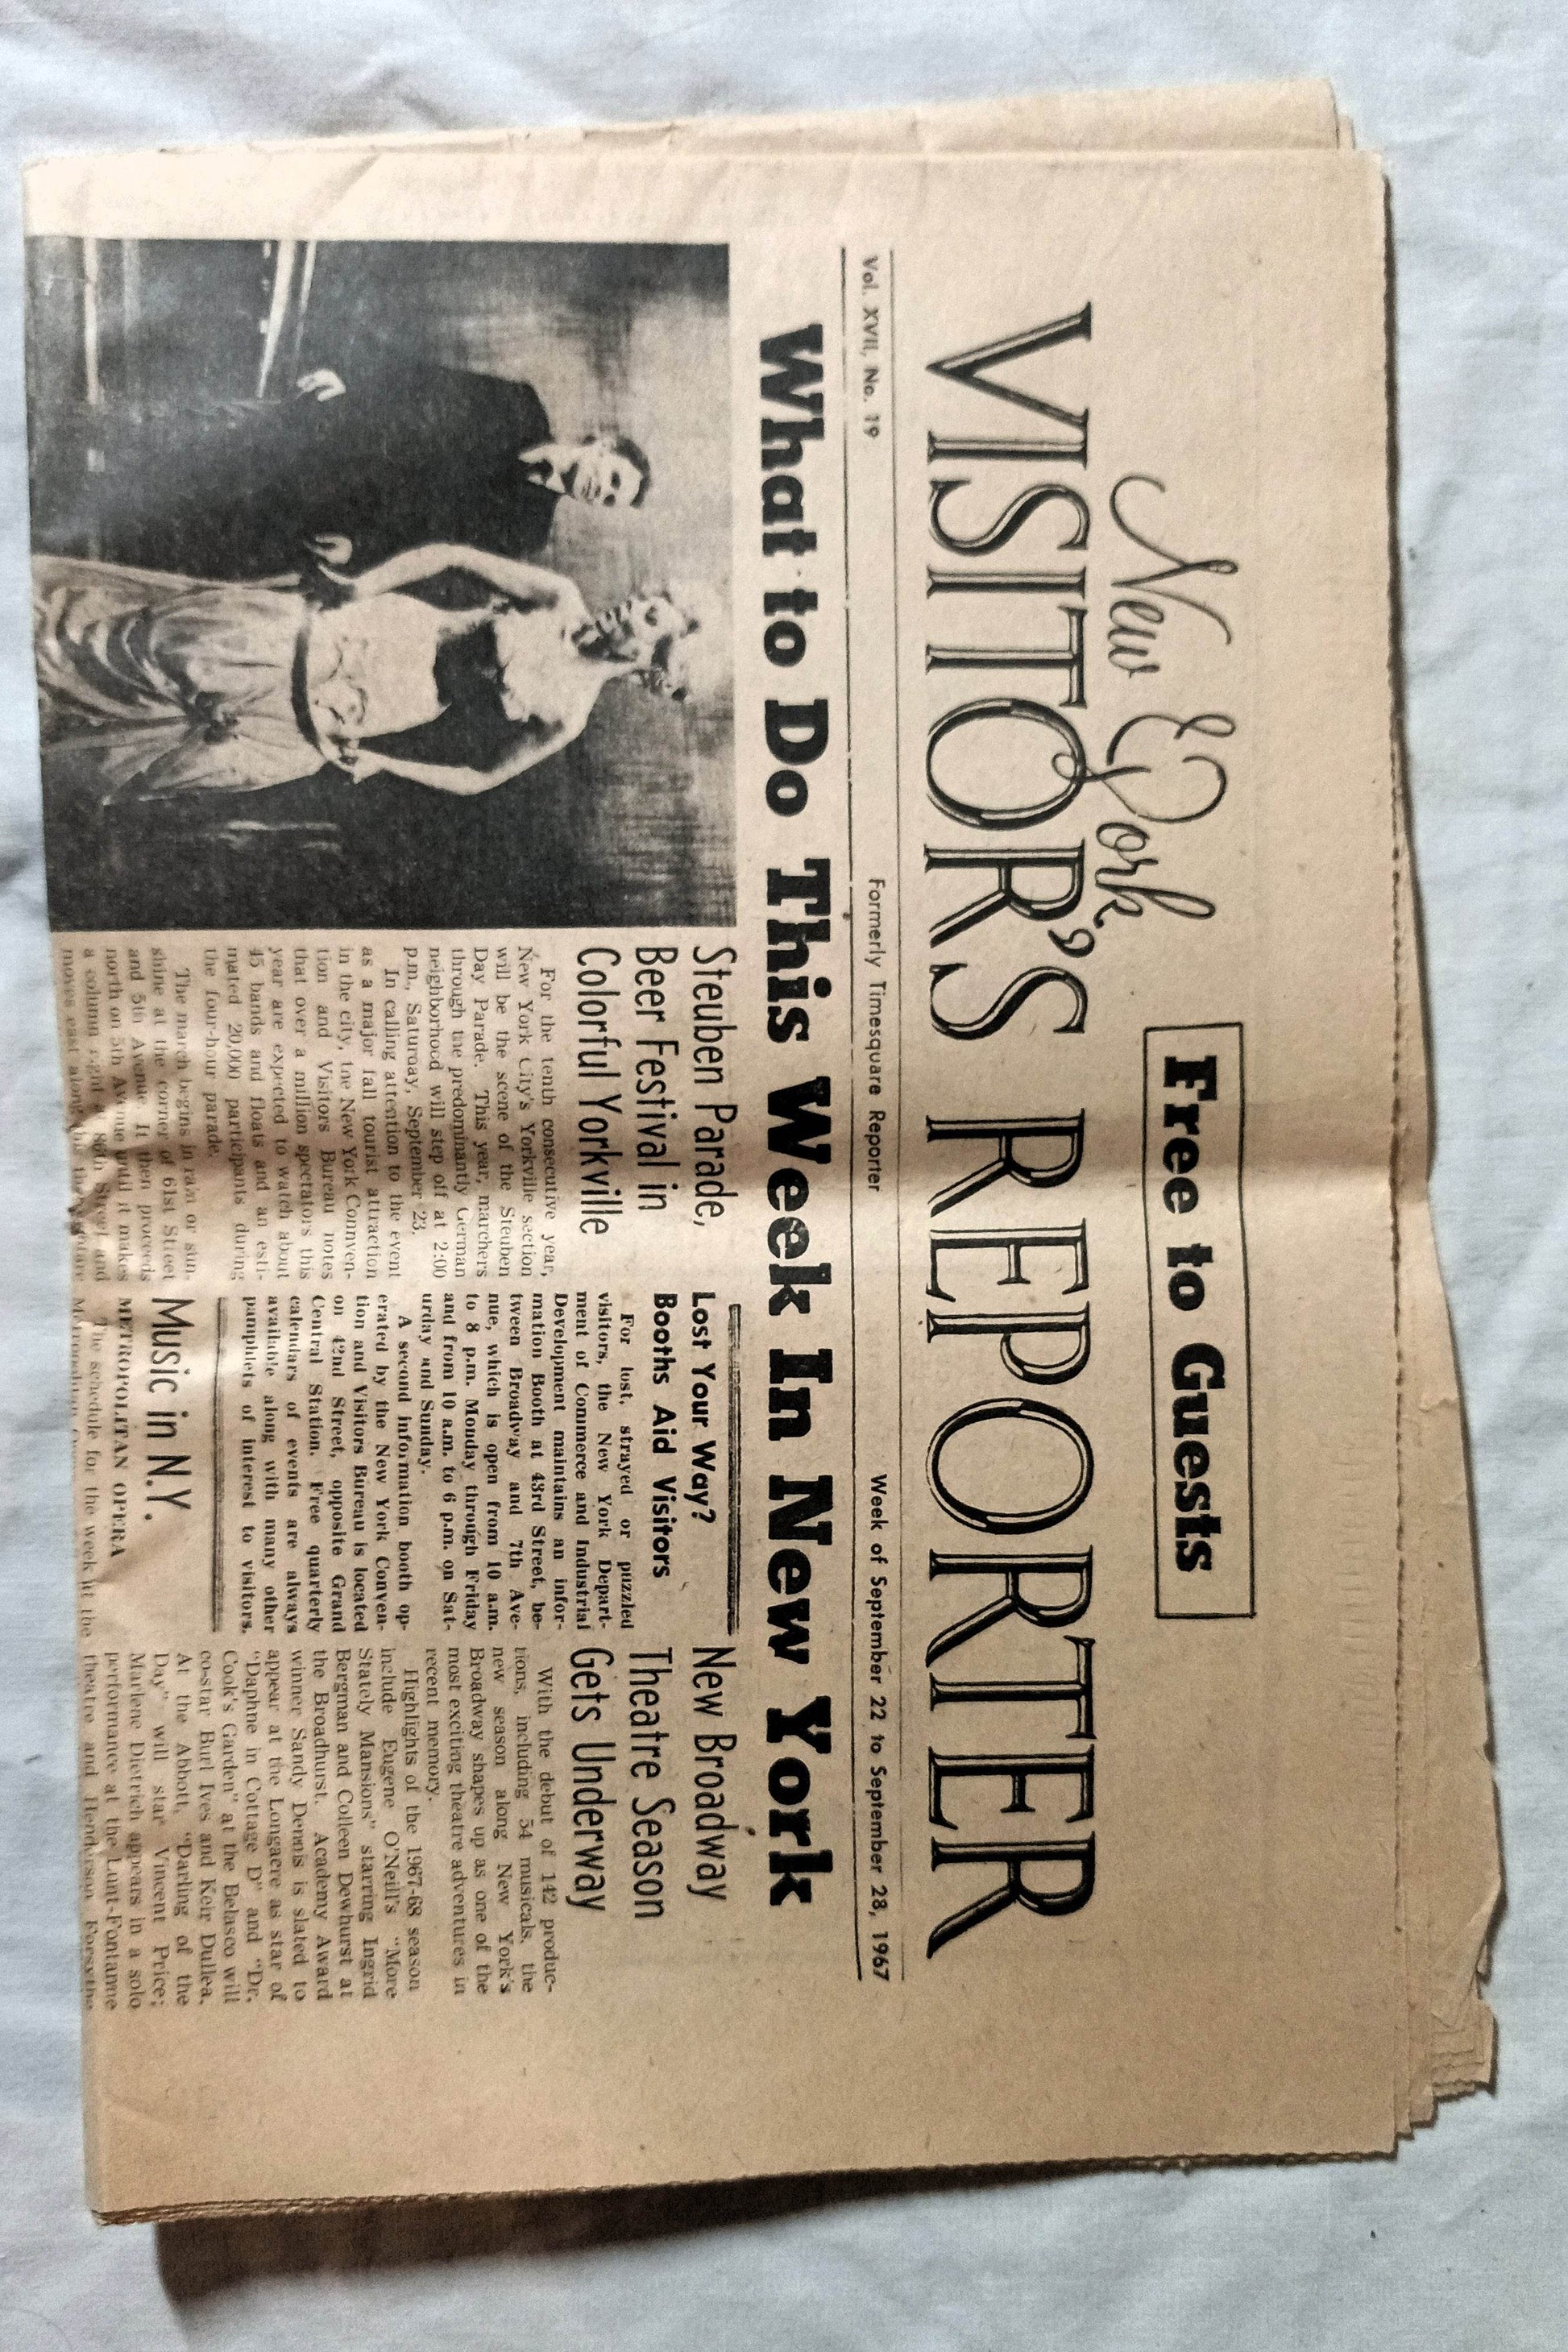 Free to Guests
New York
VISITOR'S REPORTER
Vol. XVII, No. 19 Formerly Timesquare Reporter Week of September 22 to September 28, 1967
What to Do This Week In New York
Steuben Parade,
Beer Festival in
Colorful Yorkville
For the tenth consecutive year,
New York City's Yorkville section
will be the scene of the Steuben
Day Parade. This year, marchers
through the predominantly German
neighborhood will step off at 2:00
p.m., Saturday, September 23.
In calling attention to the event
as a major fall tourist attraction
in the city, the New York Conven-
tion and Visitors Bureau notes
that over a million spectators this
year are expected to watch about
45 bands and floats and an esti-
mated 20,000 participants during
the four-hour parade.
The march begins in rain or sun-
shine at the corner of 61st Street
and 5th Avenue. It then proceeds
north on 5th Avenue until it makes
a column right at 86th Street and
moves east along the
Lost Your Way?
Booths Aid Visitors
For lost, strayed or puzzled
visitors, the New York Depart-
ment of Commerce and Industrial
Development maintains an infor-
mation Booth at 43rd Street, be-
tween Broadway and 7th Ave-
nue, which is open from 10 a.m.
to 8 p.m. Monday through Friday
and from 10 a.m. to 6 p.m. on Sat-
urday and Sunday.
A second information booth op-
erated by the New York Conven-
tion and Visitors Bureau is located
on 42nd Street, opposite Grand
Central Station. Free quarterly
calendars of events are always
available along with many other
pamphlets of interest to visitors.
Music in N.Y.
METROPOLITAN OPERA
The schedule for the week at the
Metropolitan
New Broadway
Theatre Season
Gets Underway
With the debut of 142 produc-
tions, including 54 musicals, the
new season along New York's
Broadway shapes up as one of the
most exciting theatre adventures in
recent memory.
Highlights of the 1967-68 season
include Eugene O'Neill's "More
Stately Mansions" starring Ingrid
Bergman and Colleen Dewhurst at
the Broadhurst. Academy Award
winner Sandy Dennis is slated to
appear at the Longacre as star of
"Daphne in Cottage D" and "Dr.
Cook's Garden" at the Belasco will
co-star Burl Ives and Keir Dullea.
At the Abbott, "Darling of the
Day" will star Vincent Price;
Marlene Dietrich appears in a solo
performance at the Lunt-Fontanne
theatre and Henderson Forsythe